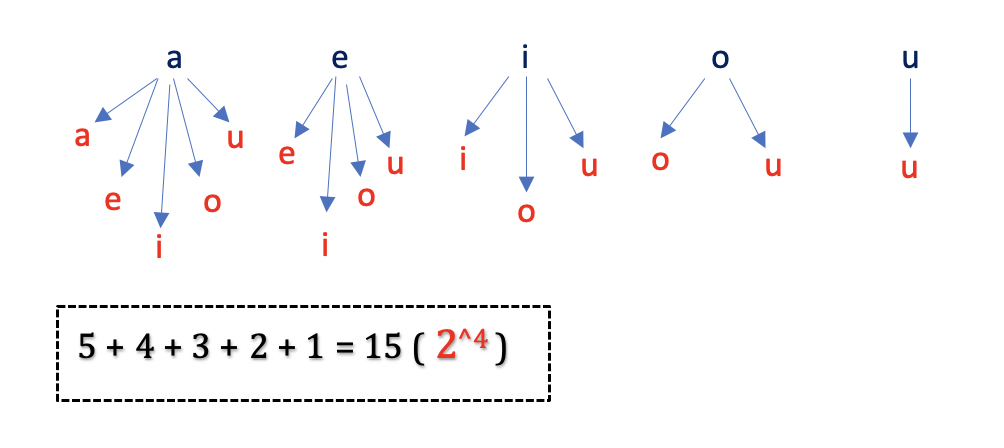 a e i o u
a e i o u
e i o u
i o u
o u
u
5 + 4 + 3 + 2 + 1 = 15 ( 2^4 )